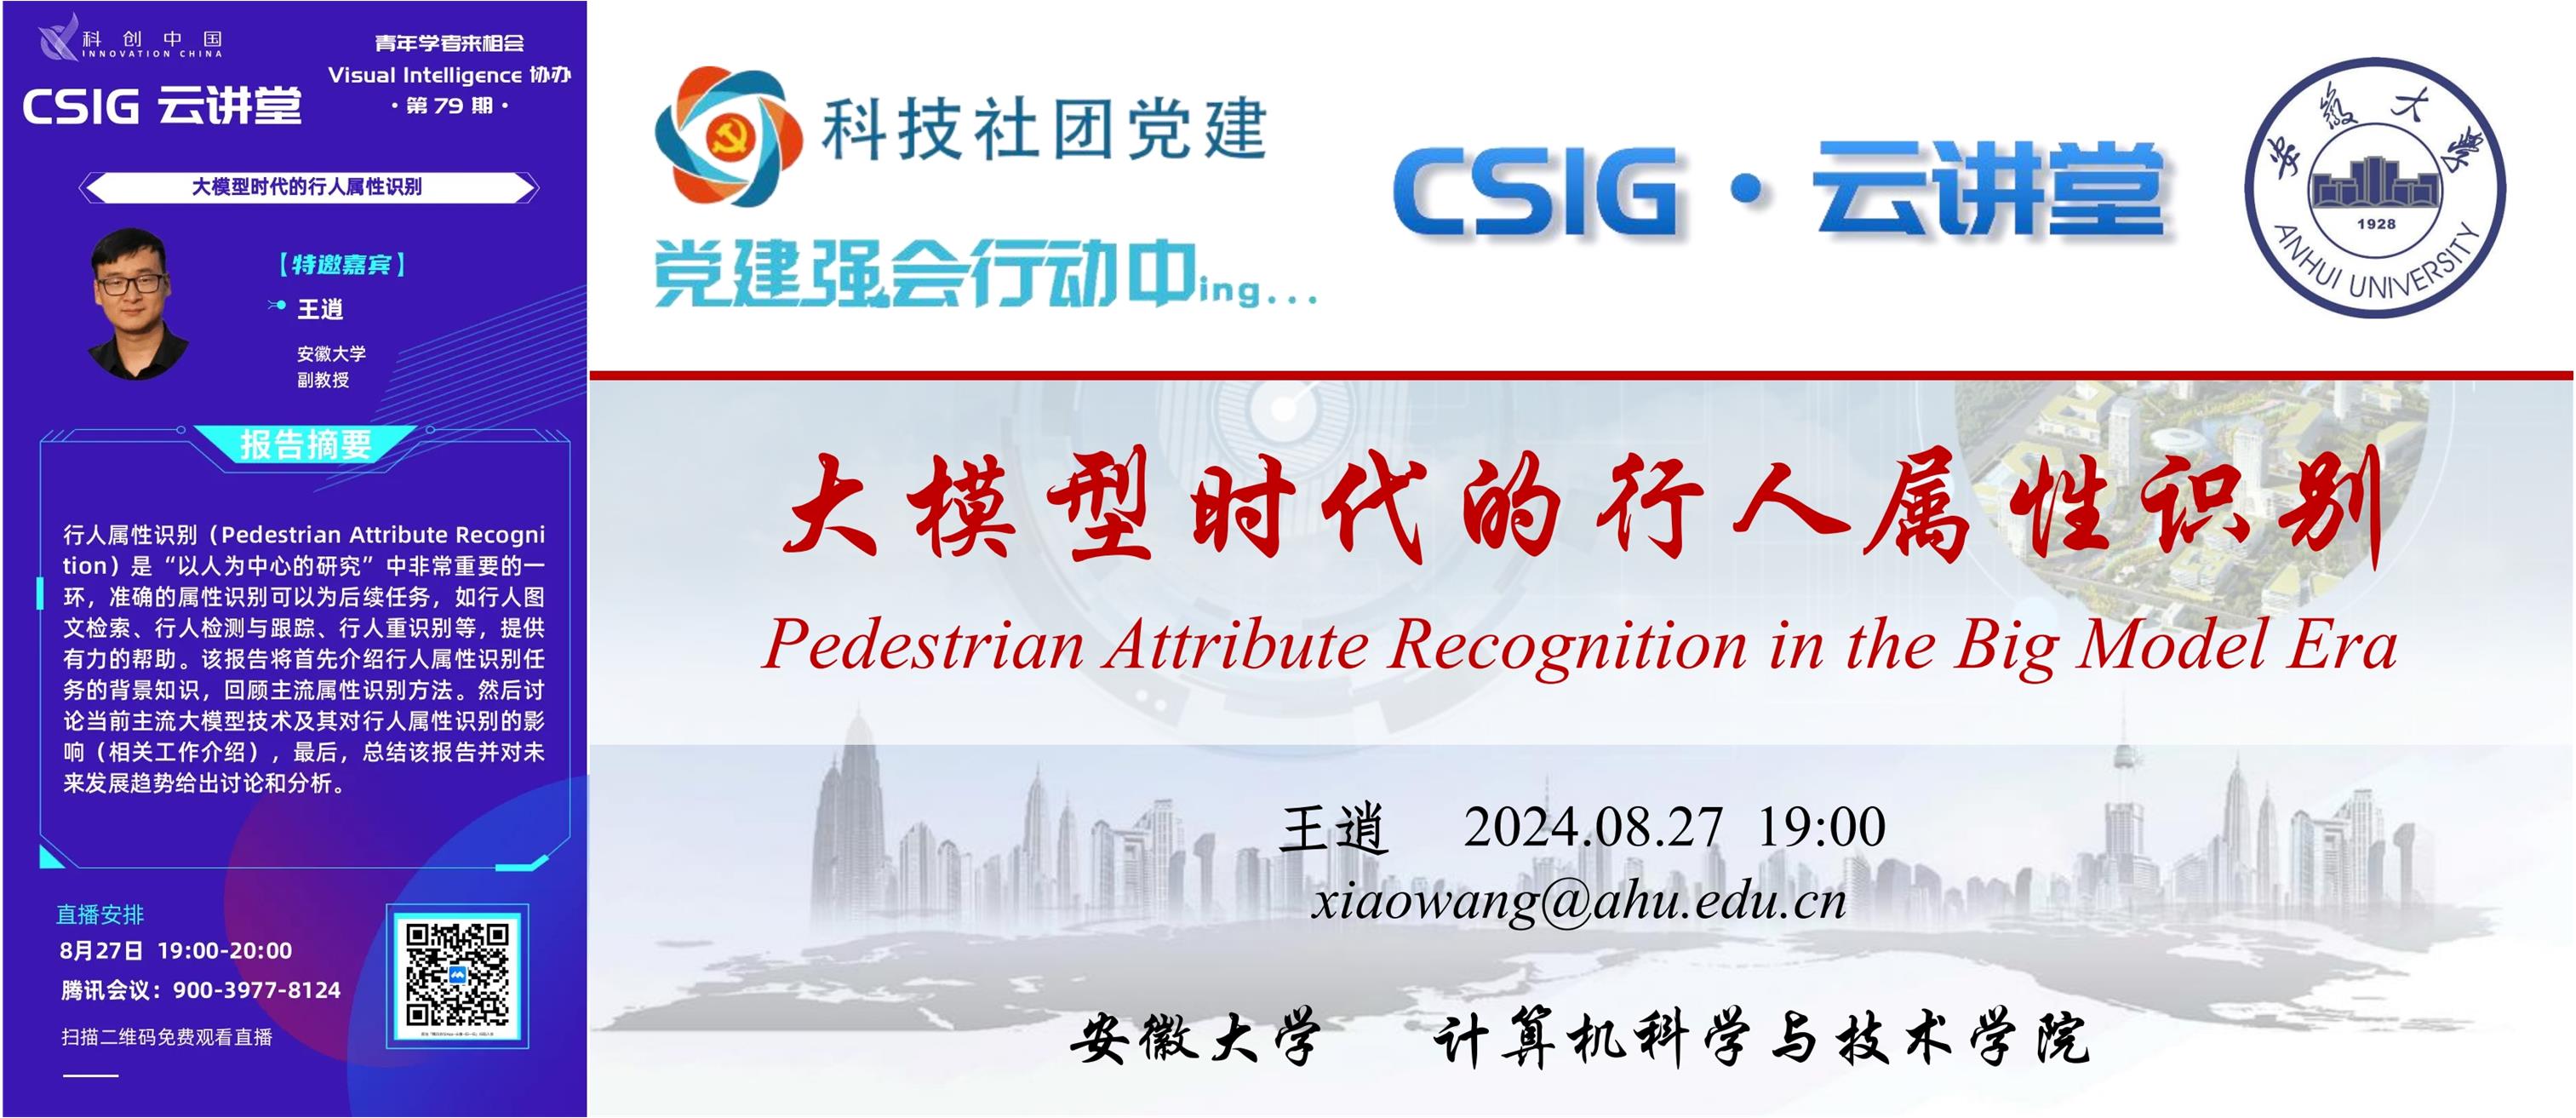 科创中国
INNOVATION CHINA
CSIG 云讲堂
青年学者来相会
Visual Intelligence 协办
·第 79 期·
大模型时代的行人属性识别
【特邀嘉宾】
王逍
安徽大学
副教授
报告摘要
行人属性识别（Pedestrian Attribute Recogni
tion）是“以人为中心的研究”中非常重要的一
环，准确的属性识别可以为后续任务，如行人图
文检索、行人检测与跟踪、行人重识别等，提供
有力的帮助。该报告将首先介绍行人属性识别任
务的背景知识，回顾主流属性识别方法。然后讨
论当前主流大模型技术及其对行人属性识别的影
响（相关工作介绍），最后，总结该报告并对未
来发展趋势给出讨论和分析。
直播安排
8月27日 19:00-20:00
腾讯会议：900-3977-8124
扫描二维码免费观看直播
科技社团党建
党建强会行动中ing...
CSIG·云讲堂
安徽大学
1928
ANHUI UNIVERSITY
大模型时代的行人属性识别
Pedestrian Attribute Recognition in the Big Model Era
王逍 2024.08.27 19:00
xiaowang@ahu.edu.cn
安徽大学 计算机科学与技术学院